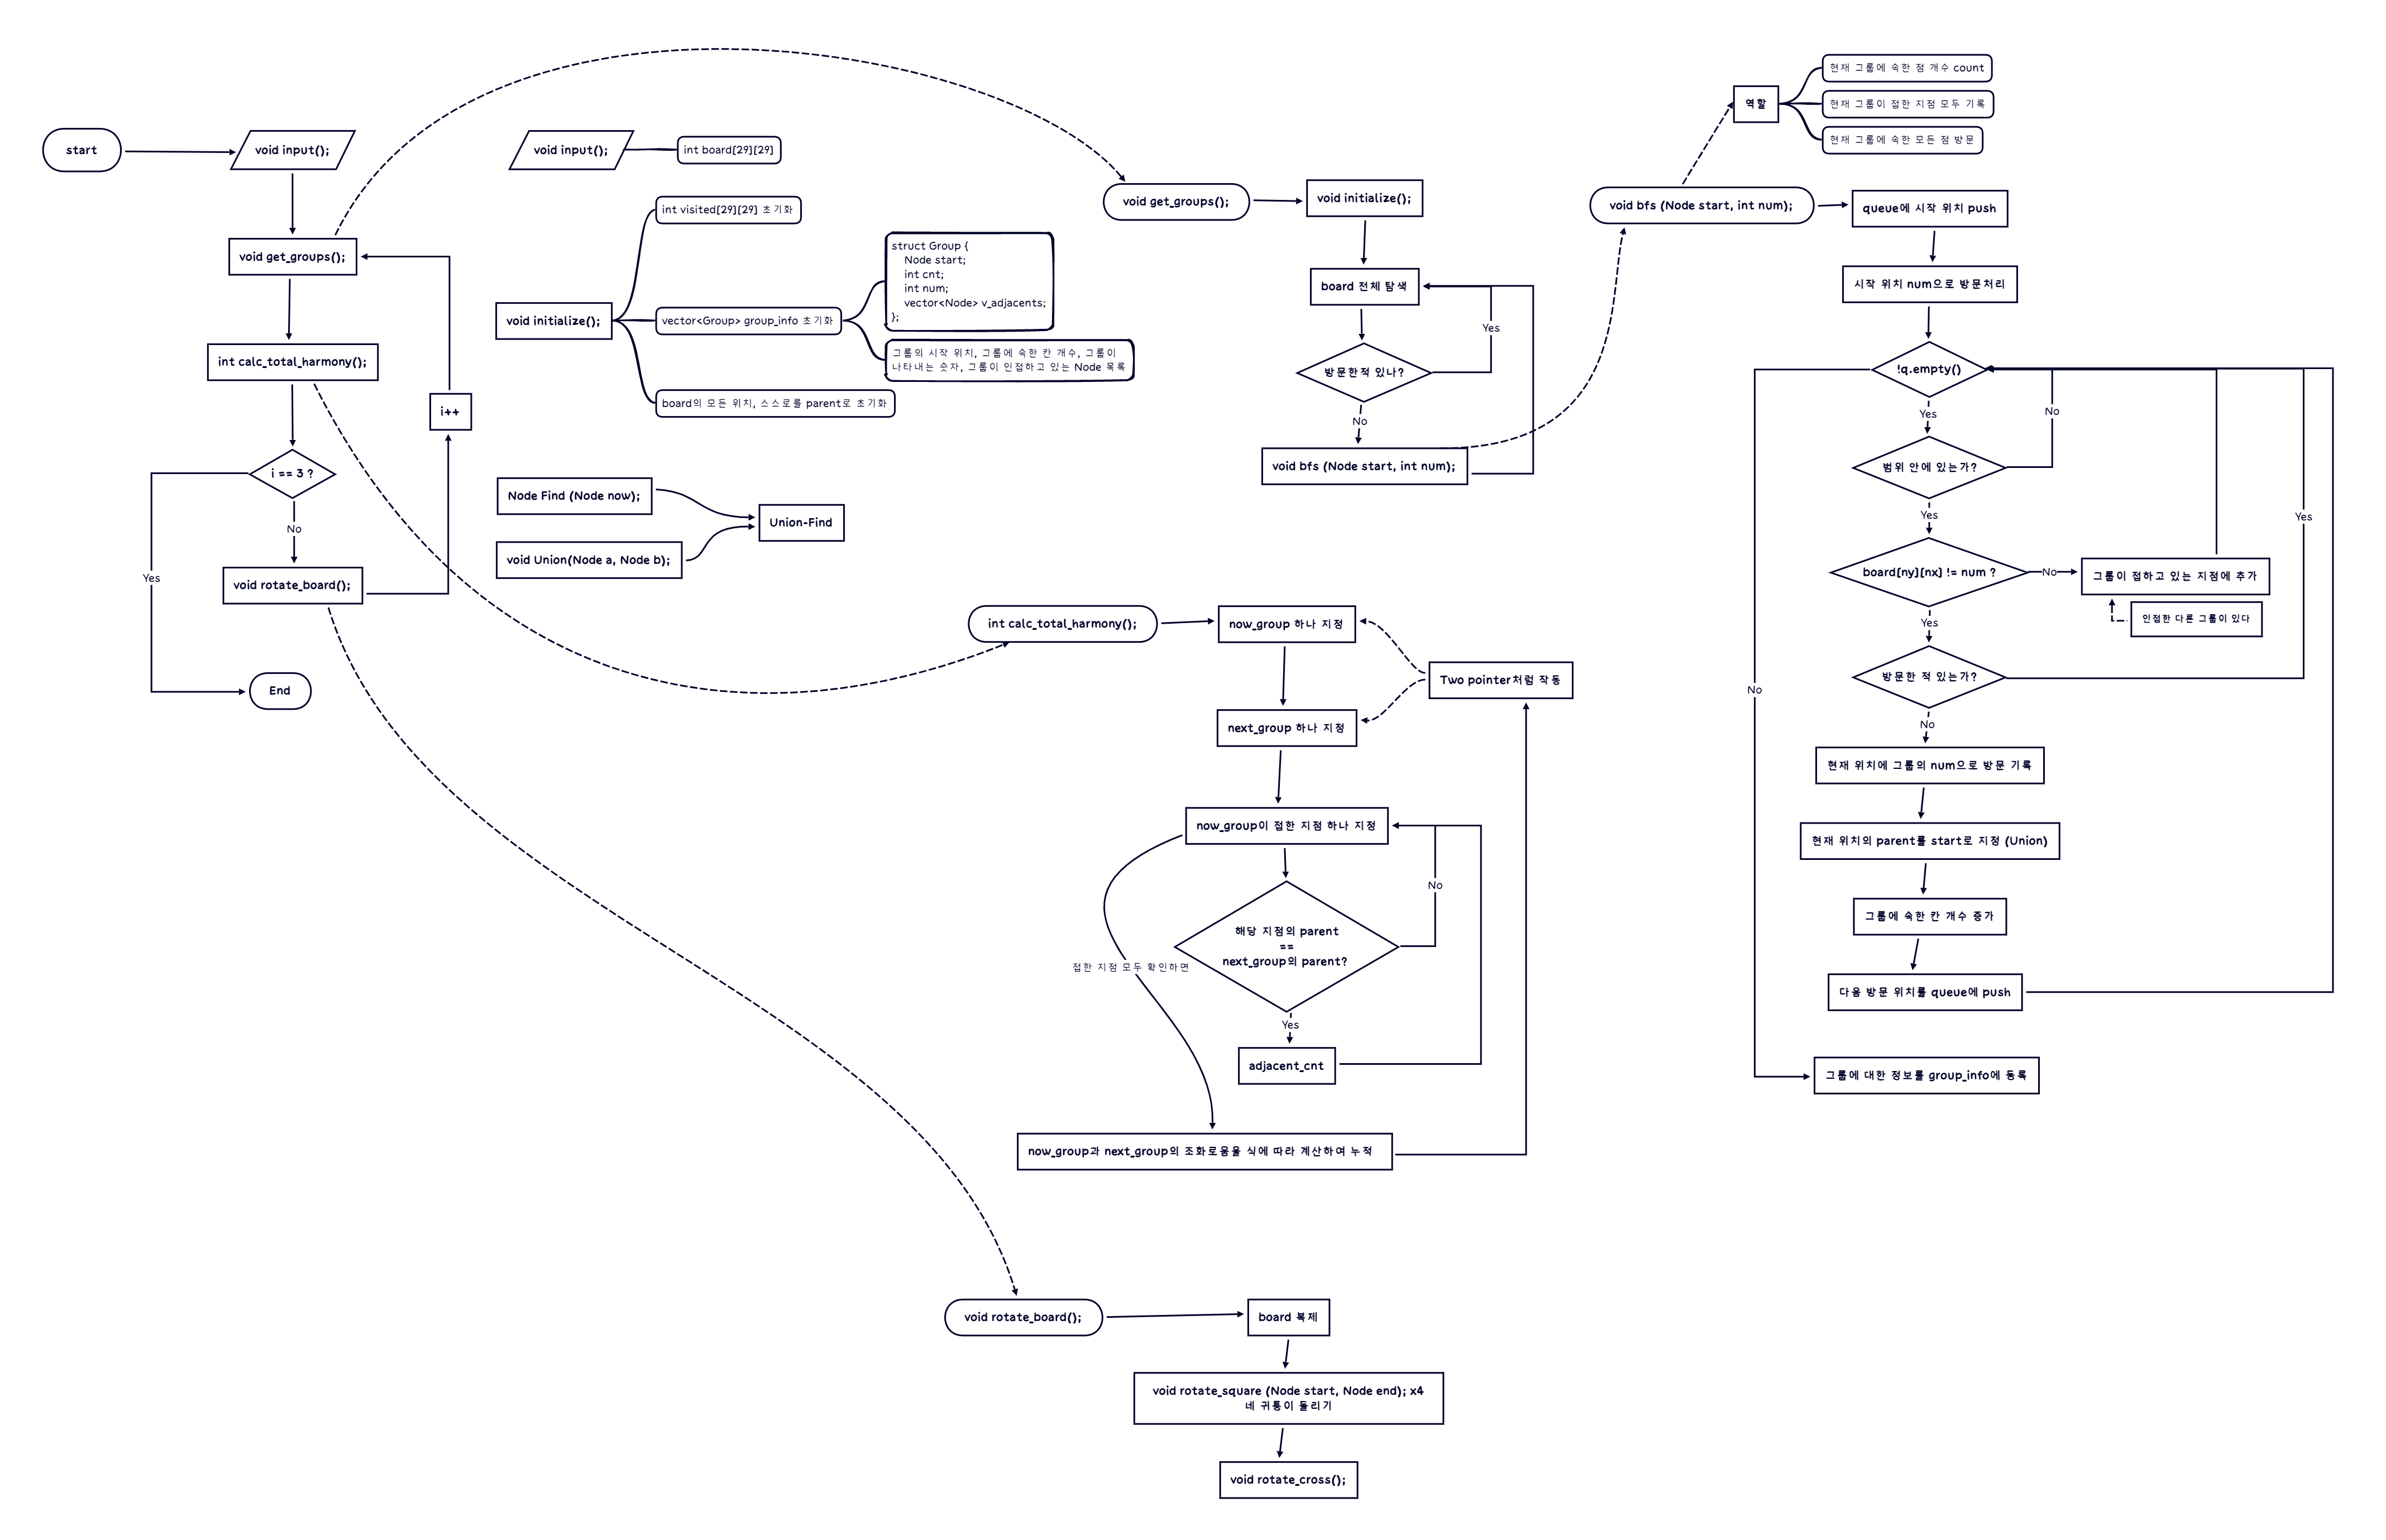 start
void input();
void get_groups();
int calc_total_harmony();
i == 3 ?
No
Yes
void rotate_board();
i++
End
void input();
int board[29][29]
void initialize();
int visited[29][29] 초기화
vector<Group> group_info 초기화
struct Group {
Node start;
int cnt;
int num;
vector<Node> v_adjacents;
};
그룹의 시작 위치, 그룹에 속한 칸 개수, 그룹이
나타내는 숫자, 그룹이 인접하고 있는 Node 목록
board의 모든 위치, 스스로를 parent로 초기화
Node Find (Node now);
void Union(Node a, Node b);
Union-Find
void get_groups();
void initialize();
board 전체 탐색
방문한적 있나?
Yes
No
void bfs (Node start, int num);
역할
현재 그룹에 속한 점 개수 count
현재 그룹이 접한 지점 모두 기록
현재 그룹에 속한 모든 점 방문
void bfs (Node start, int num);
queue에 시작 위치 push
시작 위치 num으로 방문처리
!q.empty()
Yes
No
범위 안에 있는가?
No
Yes
board[ny][nx] != num ?
No
그룹이 접하고 있는 지점에 추가
인접한 다른 그룹이 있다
Yes
방문한 적 있는가?
Yes
No
현재 위치에 그룹의 num으로 방문 기록
현재 위치의 parent를 start로 지정 (Union)
그룹에 속한 칸 개수 증가
다음 방문 위치를 queue에 push
그룹에 대한 정보를 group_info에 등록
int calc_total_harmony();
now_group 하나 지정
Two pointer처럼 작동
next_group 하나 지정
now_group이 접한 지점 하나 지정
해당 지점의 parent
==
next_group의 parent?
No
Yes
접한 지점 모두 확인하면
adjacent_cnt
now_group과 next_group의 조화로움을 식에 따라 계산하여 누적
void rotate_board();
board 복제
void rotate_square (Node start, Node end); x4
네 귀퉁이 돌리기
void rotate_cross();